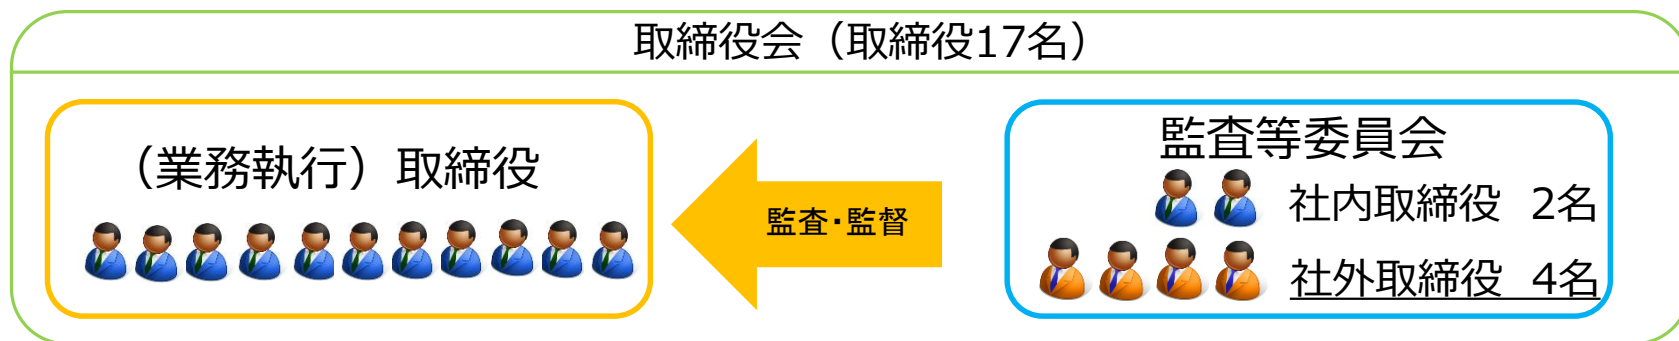 取締役会（取締役17名）
（業務執行）取締役
監査・監督
監査等委員会
社内取締役 2名
社外取締役 4名